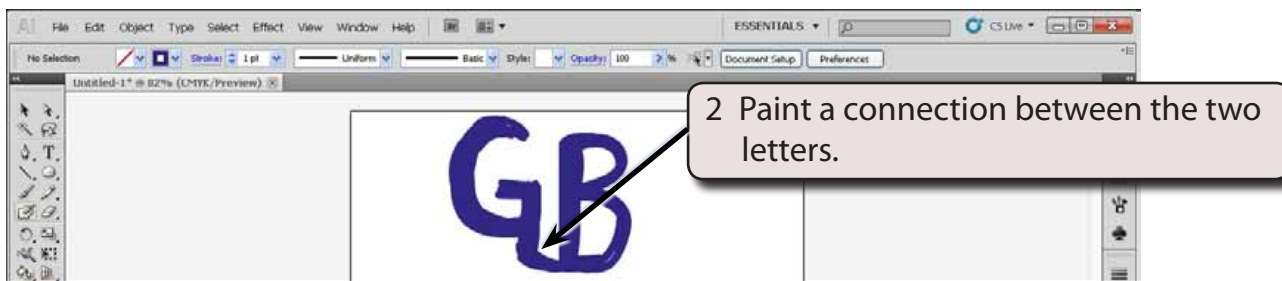 Ai File Edit Object Type Select Effect View Window Help Br ESSENTIALS CS Live
No Selection Stroke: 1 pt Uniform Basic Style: Opacity: 100 % Document Setup Preferences
Untitled-1* @ 82% (CMYK/Preview)
2 Paint a connection between the two
letters.
GB